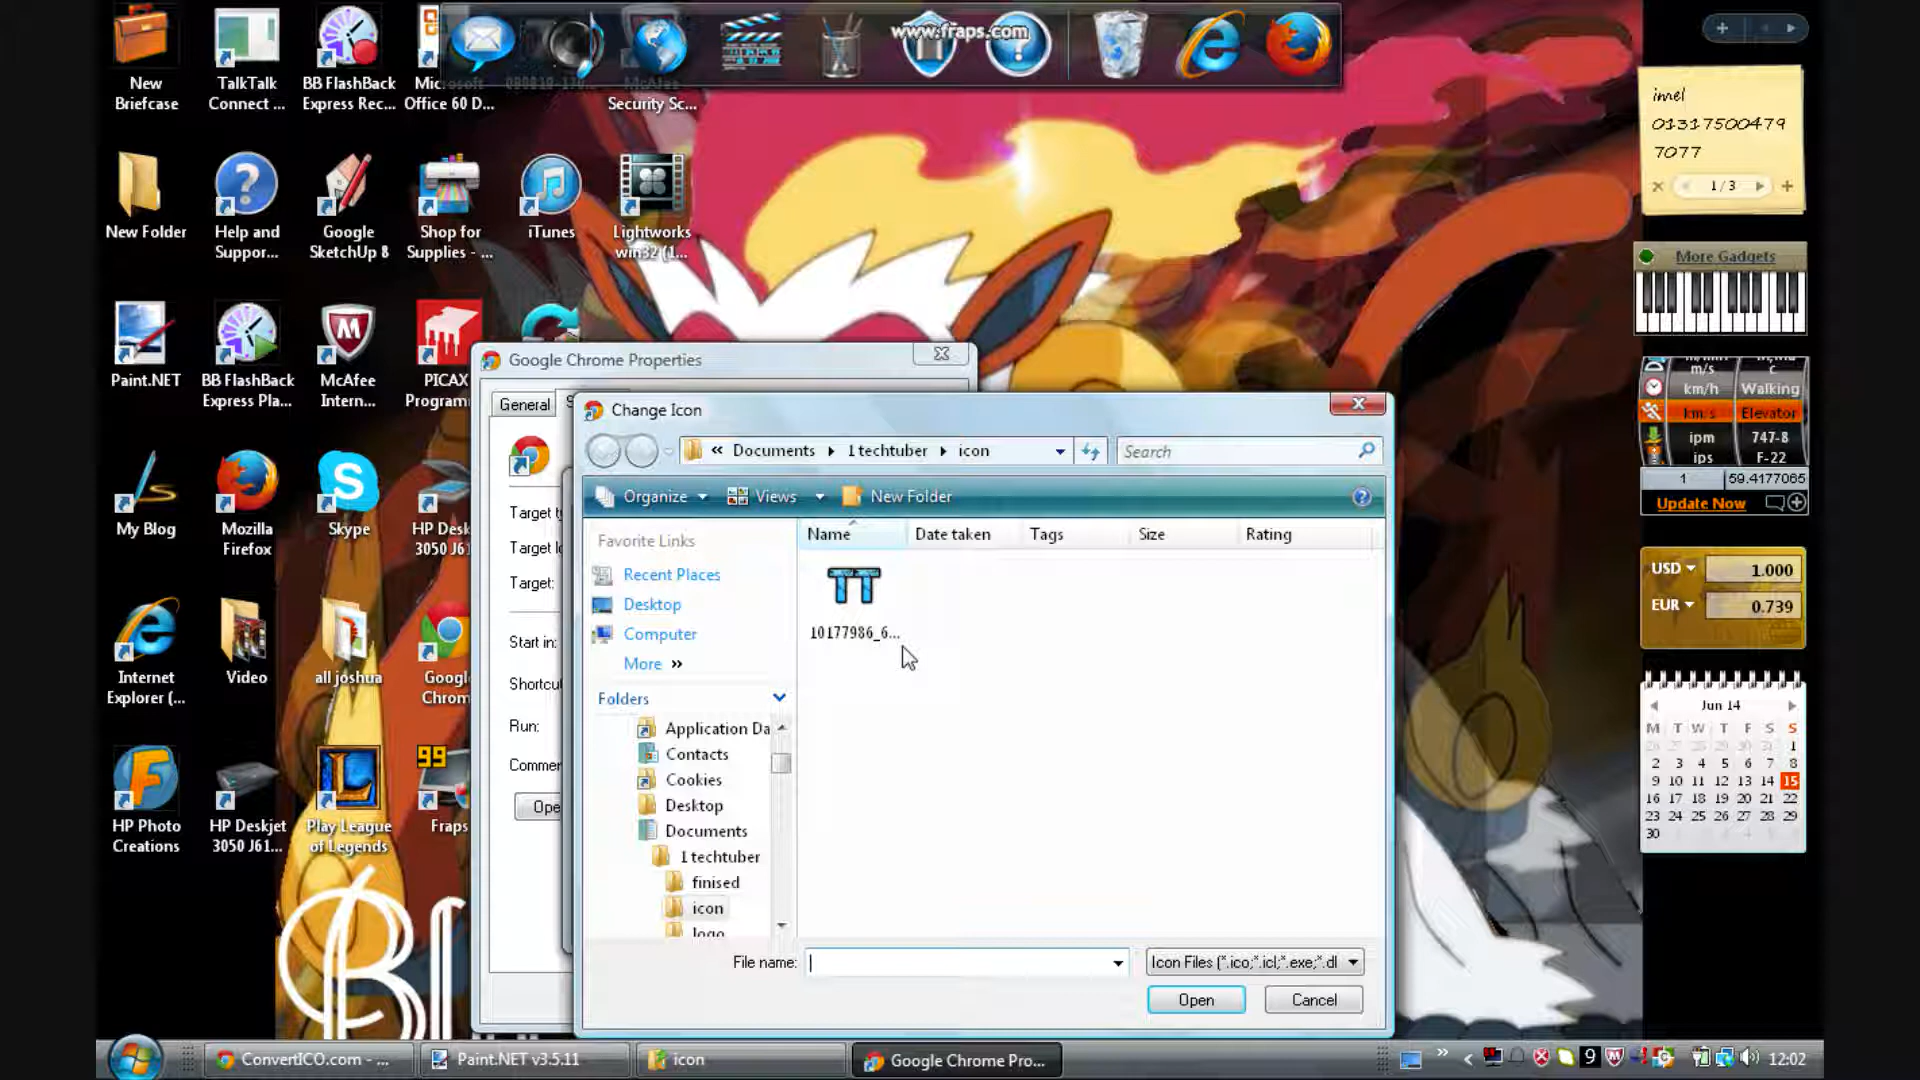 www.fraps.com
New
Briefcase
TalkTalk
Connect ...
BB FlashBack
Express Rec...
Office 60 D...
Security Sc...
imel
01317500479
7077
1/3
New Folder
Help and
Suppor...
Google
SketchUp 8
Shop for
Supplies - ...
iTunes
Lightworks
win32 (1...
More Gadgets
Paint.NET
BB FlashBack
Express Pla...
McAfee
Intern...
PICAX
Program
Google Chrome Properties
General
Change Icon
« Documents
1 techtuber
icon
Search
m/s
km/h
Walking
km/s
Elevator
ipm
747-8
ips
F-22
1
59.4177065
Update Now
Organize
Views
New Folder
My Blog
Mozilla
Firefox
Skype
HP Desk
3050 J61
Target:
Start in:
Run:
Ope
Name
Date taken
Tags
Size
Rating
Favorite Links
Recent Places
Desktop
Computer
More »
Folders
Application Da
Contacts
Cookies
Desktop
Documents
1 techtuber
finised
icon
logo
TT
10177986_6...
USD
1.000
EUR
0.739
Internet
Explorer (...
Video
all joshua
Googl
Chrom
Jun 14
M T W T F S S
26 27 28 29 30 31 1
2 3 4 5 6 7 8
9 10 11 12 13 14 15
16 17 18 19 20 21 22
23 24 25 26 27 28 29
30
HP Photo
Creations
HP Deskjet
3050 J61...
Play League
of Legends
99
Fraps
File name:
Icon Files (*.ico;*.icl;*.exe;*.dl
Open
Cancel
ConvertICO.com - ...
Paint.NET v3.5.11
icon
Google Chrome Pro...
9
12:02